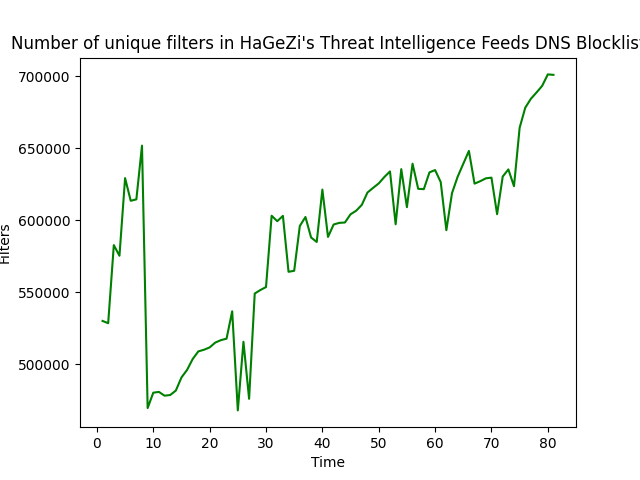 Number of unique filters in HaGeZi's Threat Intelligence Feeds DNS Blocklist
700000
650000
600000
550000
500000
Filters
0 10 20 30 40 50 60 70 80
Time